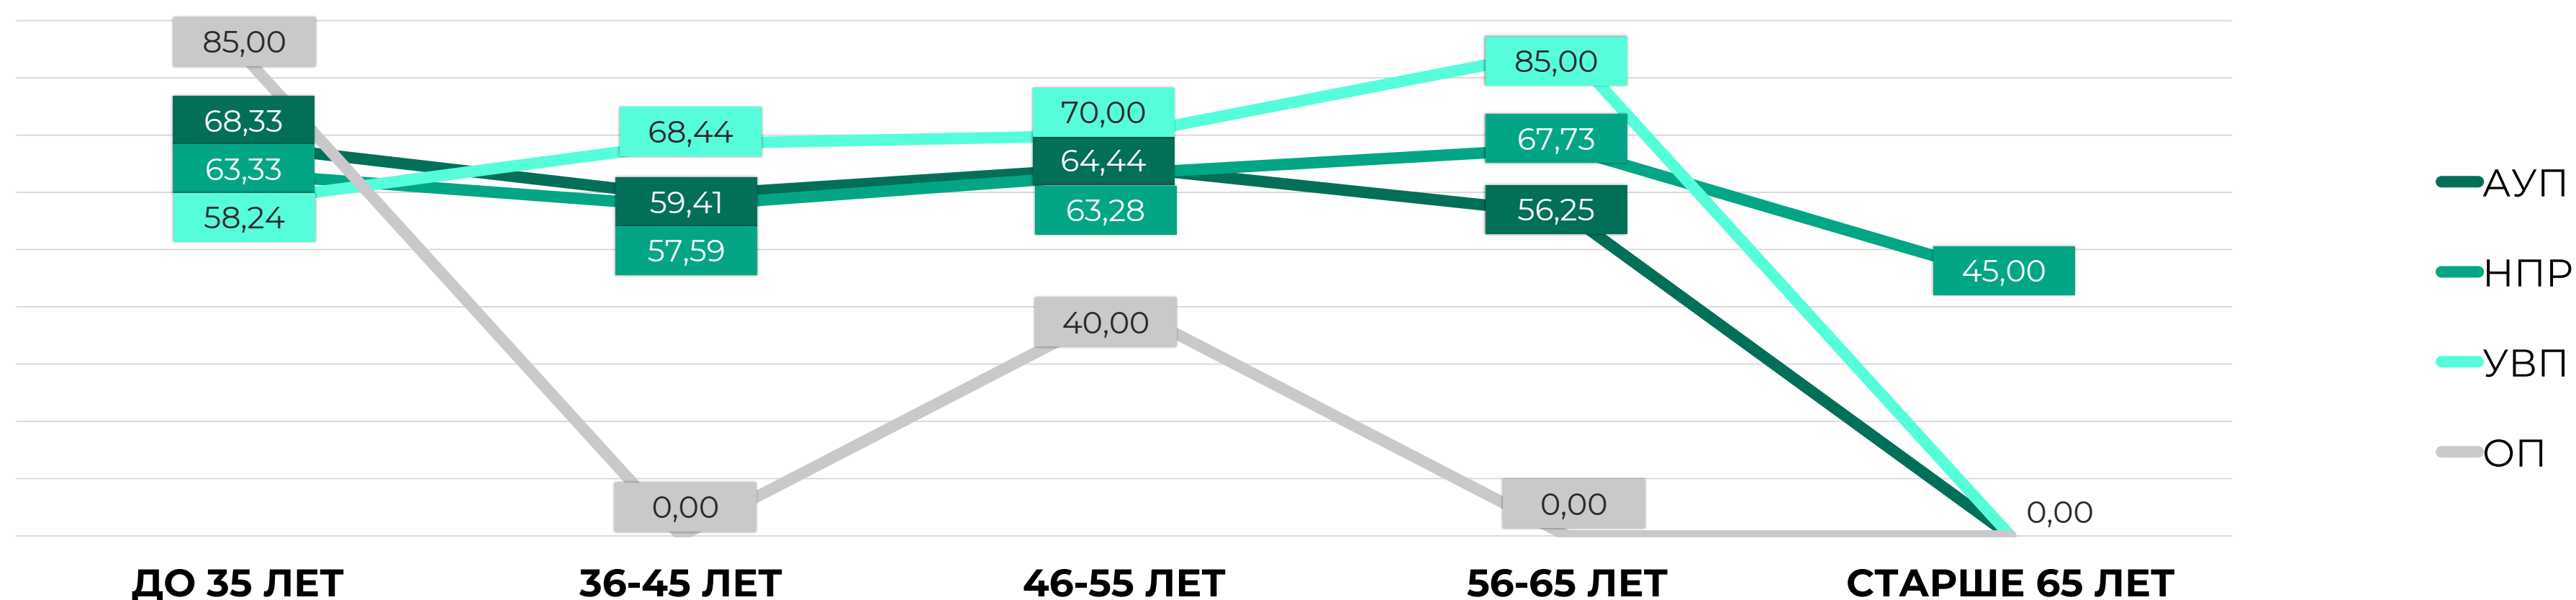 85,00
68,33
63,33
58,24
68,44
59,41
57,59
0,00
70,00
64,44
63,28
40,00
85,00
67,73
56,25
0,00
45,00
0,00
ДО 35 ЛЕТ
36-45 ЛЕТ
46-55 ЛЕТ
56-65 ЛЕТ
СТАРШЕ 65 ЛЕТ
АУП
НПР
УВП
ОП